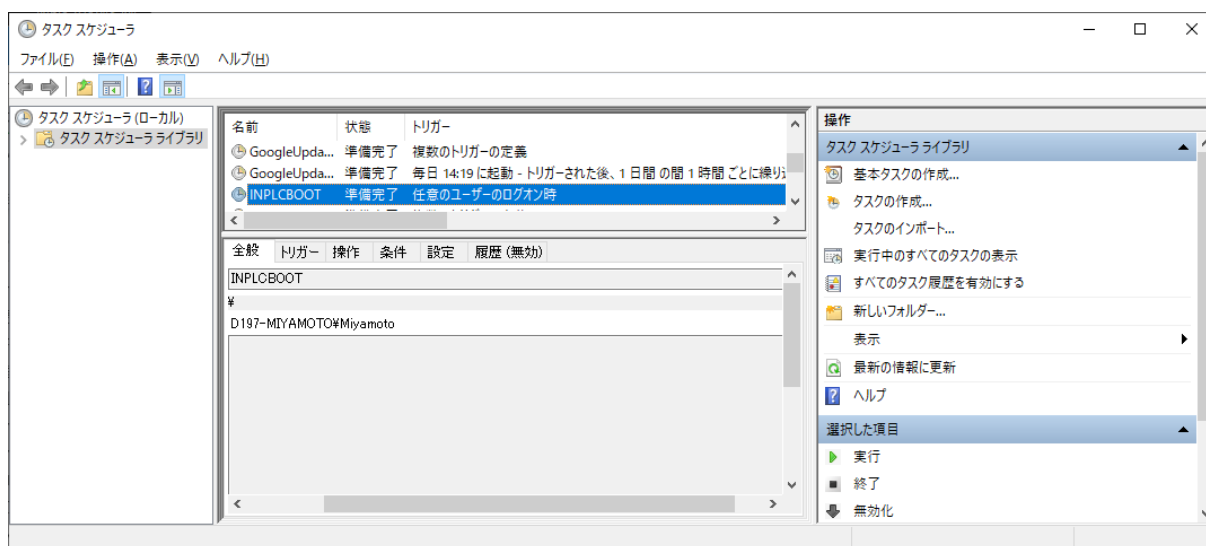 タスク スケジューラ
ファイル(F) 操作(A) 表示(V) ヘルプ(H)
タスク スケジューラ (ローカル)
タスク スケジューラ ライブラリ
名前 状態 トリガー
GoogleUpda... 準備完了 複数のトリガーの定義
GoogleUpda... 準備完了 毎日 14:19 に起動 - トリガーされた後、1 日間 の間 1 時間 ごとに繰り
INPLCBOOT 準備完了 任意のユーザーのログオン時
全般 トリガー 操作 条件 設定 履歴 (無効)
INPLCBOOT
¥
D197-MIYAMOTO¥Miyamoto
操作
タスク スケジューラ ライブラリ
基本タスクの作成...
タスクの作成...
タスクのインポート...
実行中のすべてのタスクの表示
すべてのタスク履歴を有効にする
新しいフォルダー...
表示
最新の情報に更新
ヘルプ
選択した項目
実行
終了
無効化